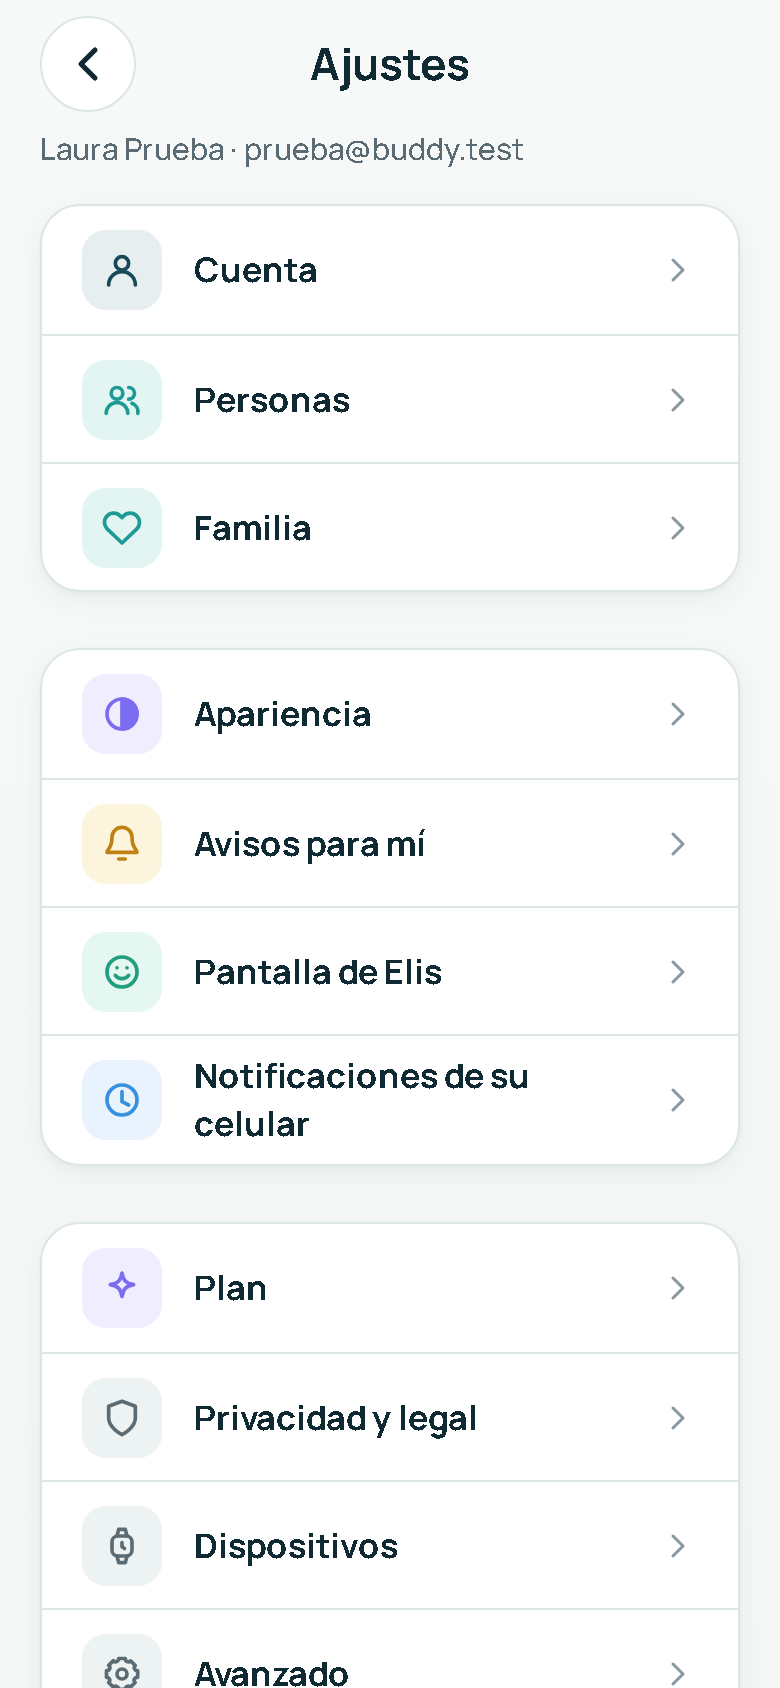 Ajustes
Laura Prueba · prueba@buddy.test
Cuenta
Personas
Familia
Apariencia
Avisos para mí
Pantalla de Elis
Notificaciones de su
celular
Plan
Privacidad y legal
Dispositivos
Avanzado